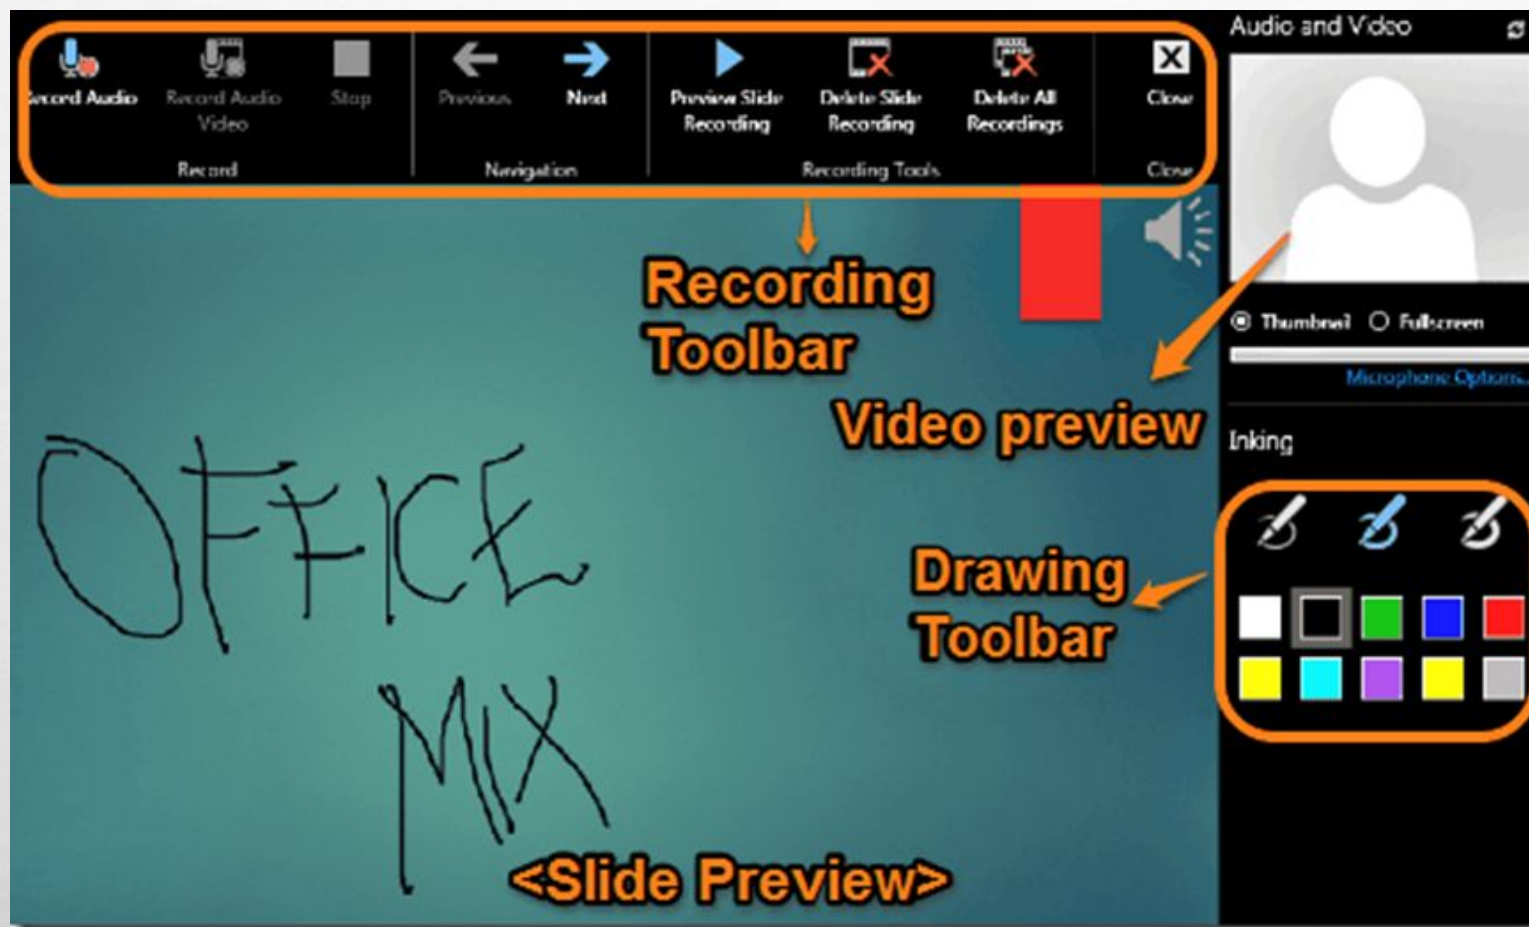 Record Audio
Record Audio
Video
Stop
Previous
Next
Preview Slide
Recording
Delete Slide
Recording
Delete All
Recordings
Close
Record
Navigation
Recording Tools
Close
Audio and Video
Thumbnail
Fullscreen
Microphone Options...
Inking
Recording
Toolbar
Video preview
Drawing
Toolbar
OFFICE
MIX
<Slide Preview>